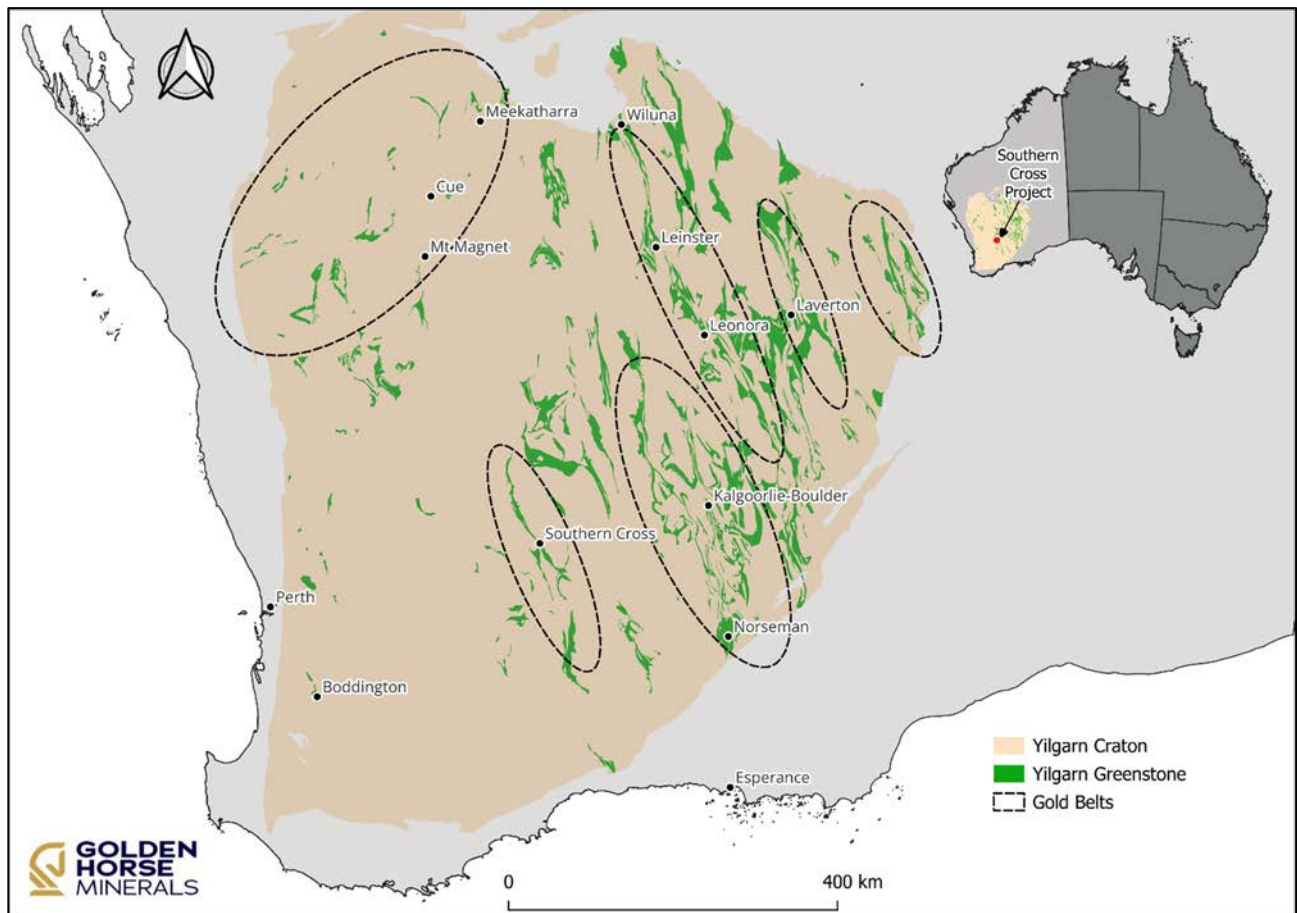 Meekatharra
Wiluna
Southern
Cross
Project
Cue
Leinster
Mt Magnet
Laverton
Leonora
Kalgoorlie-Boulder
Southern Cross
Perth
Norseman
Boddington
Yilgarn Craton
Yilgarn Greenstone
Esperance
Gold Belts
GOLDEN
HORSE
MINERALS
0
400 km